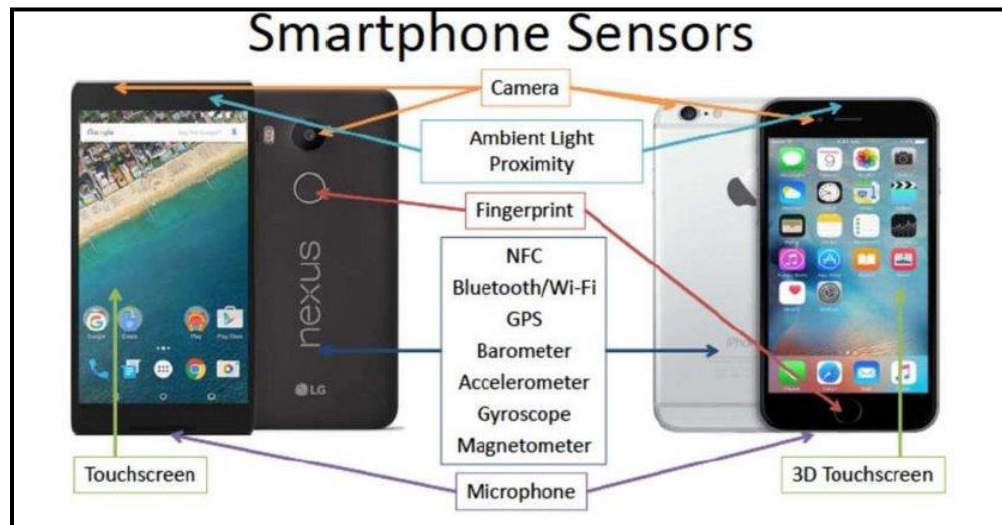 Smartphone Sensors
Camera
Ambient Light
Proximity
Fingerprint
NFC
Bluetooth/Wi-Fi
GPS
Barometer
Accelerometer
Gyroscope
Magnetometer
Microphone
Touchscreen
3D Touchscreen
Google
nexus
LG